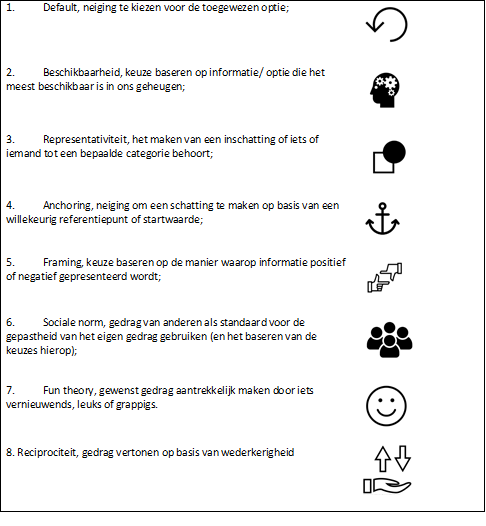 1. Default, neiging te kiezen voor de toegewezen optie;
2. Beschikbaarheid, keuze baseren op informatie/ optie die het
meest beschikbaar is in ons geheugen;
3. Representativiteit, het maken van een inschatting of iets of
iemand tot een bepaalde categorie behoort;
4. Anchoring, neiging om een schatting te maken op basis van een
willekeurig referentiepunt of startwaarde;
5. Framing, keuze baseren op de manier waarop informatie positief
of negatief gepresenteerd wordt;
6. Sociale norm, gedrag van anderen als standaard voor de
gepastheid van het eigen gedrag gebruiken (en het baseren van de
keuzes hierop);
7. Fun theory, gewenst gedrag aantrekkelijk maken door iets
vernieuwends, leuks of grappigs.
8. Reciprociteit, gedrag vertonen op basis van wederkerigheid